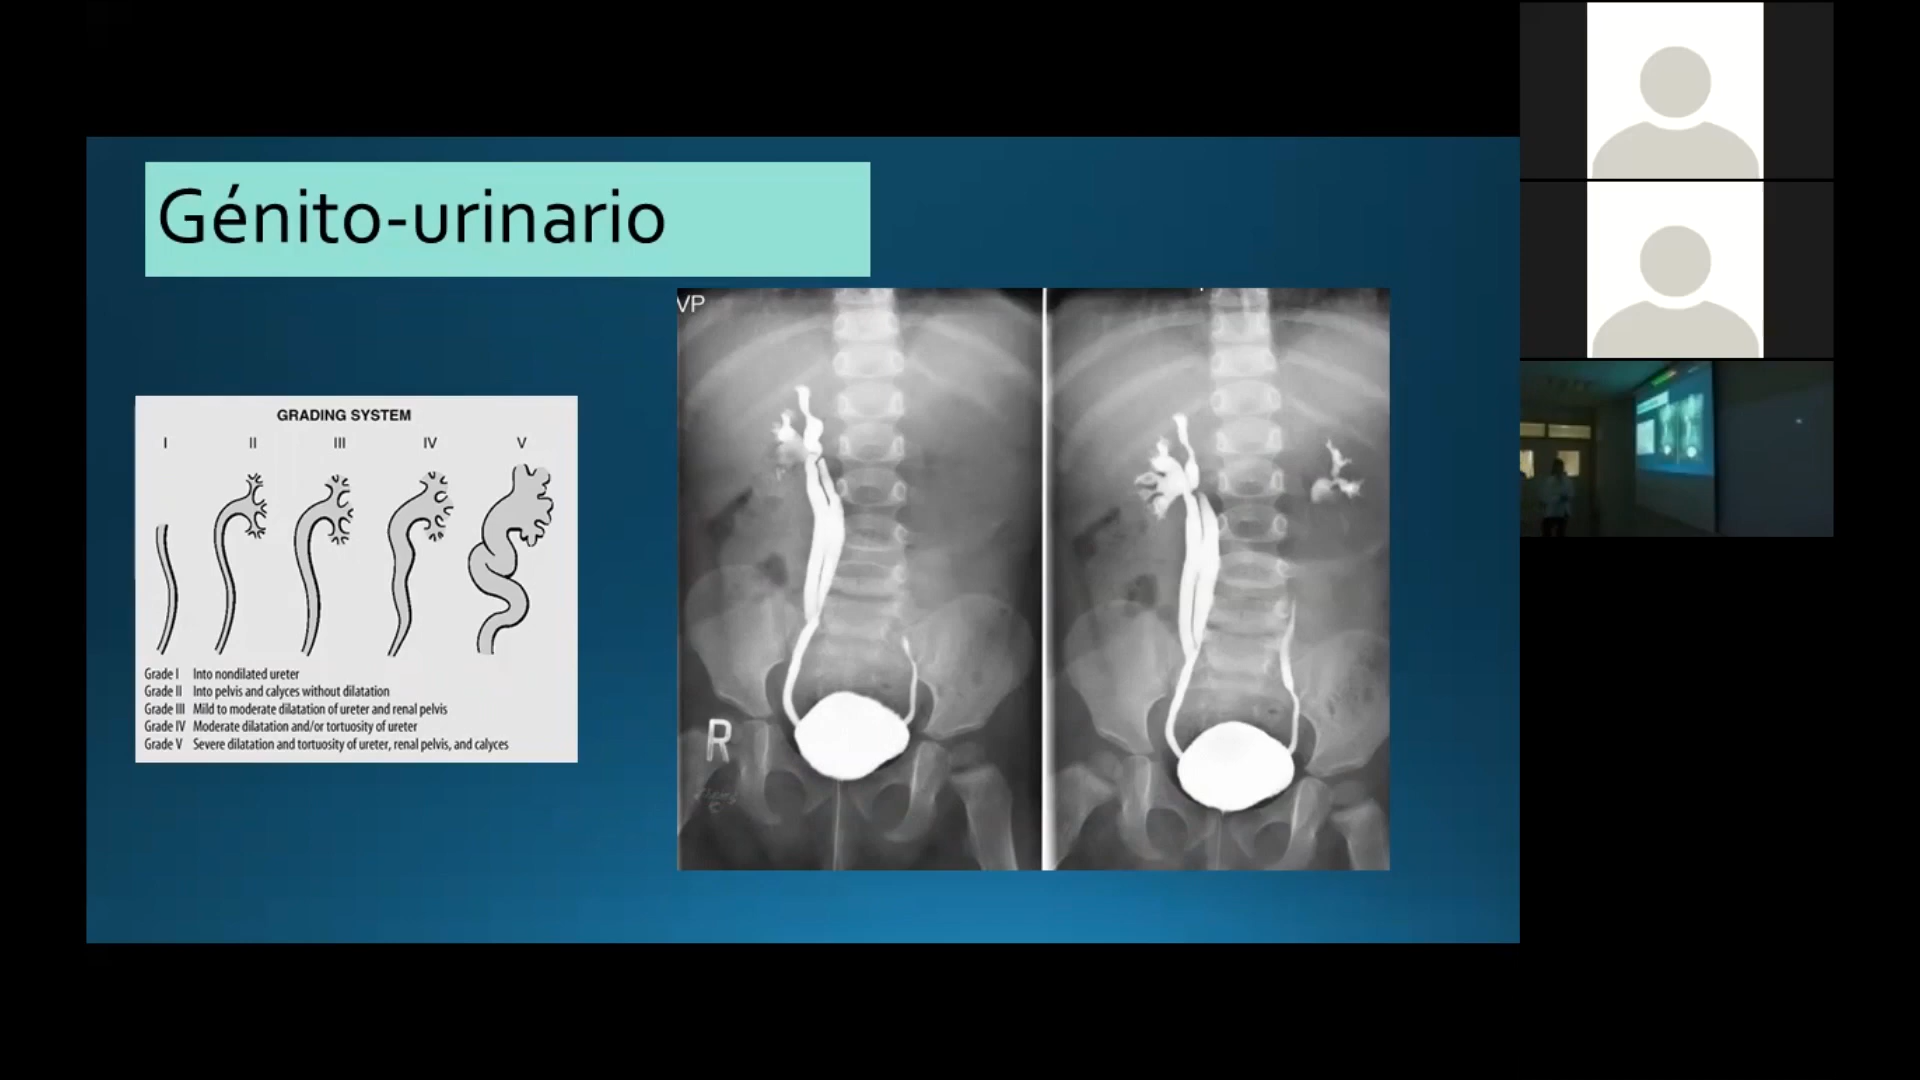 Génito-urinario
GRADING SYSTEM
I II III IV V
Grade I Into nondilated ureter
Grade II Into pelvis and calyces without dilatation
Grade III Mild to moderate dilatation of ureter and renal pelvis
Grade IV Moderate dilatation and/or tortuosity of ureter
Grade V Severe dilatation and tortuosity of ureter, renal pelvis, and calyces
VP
R